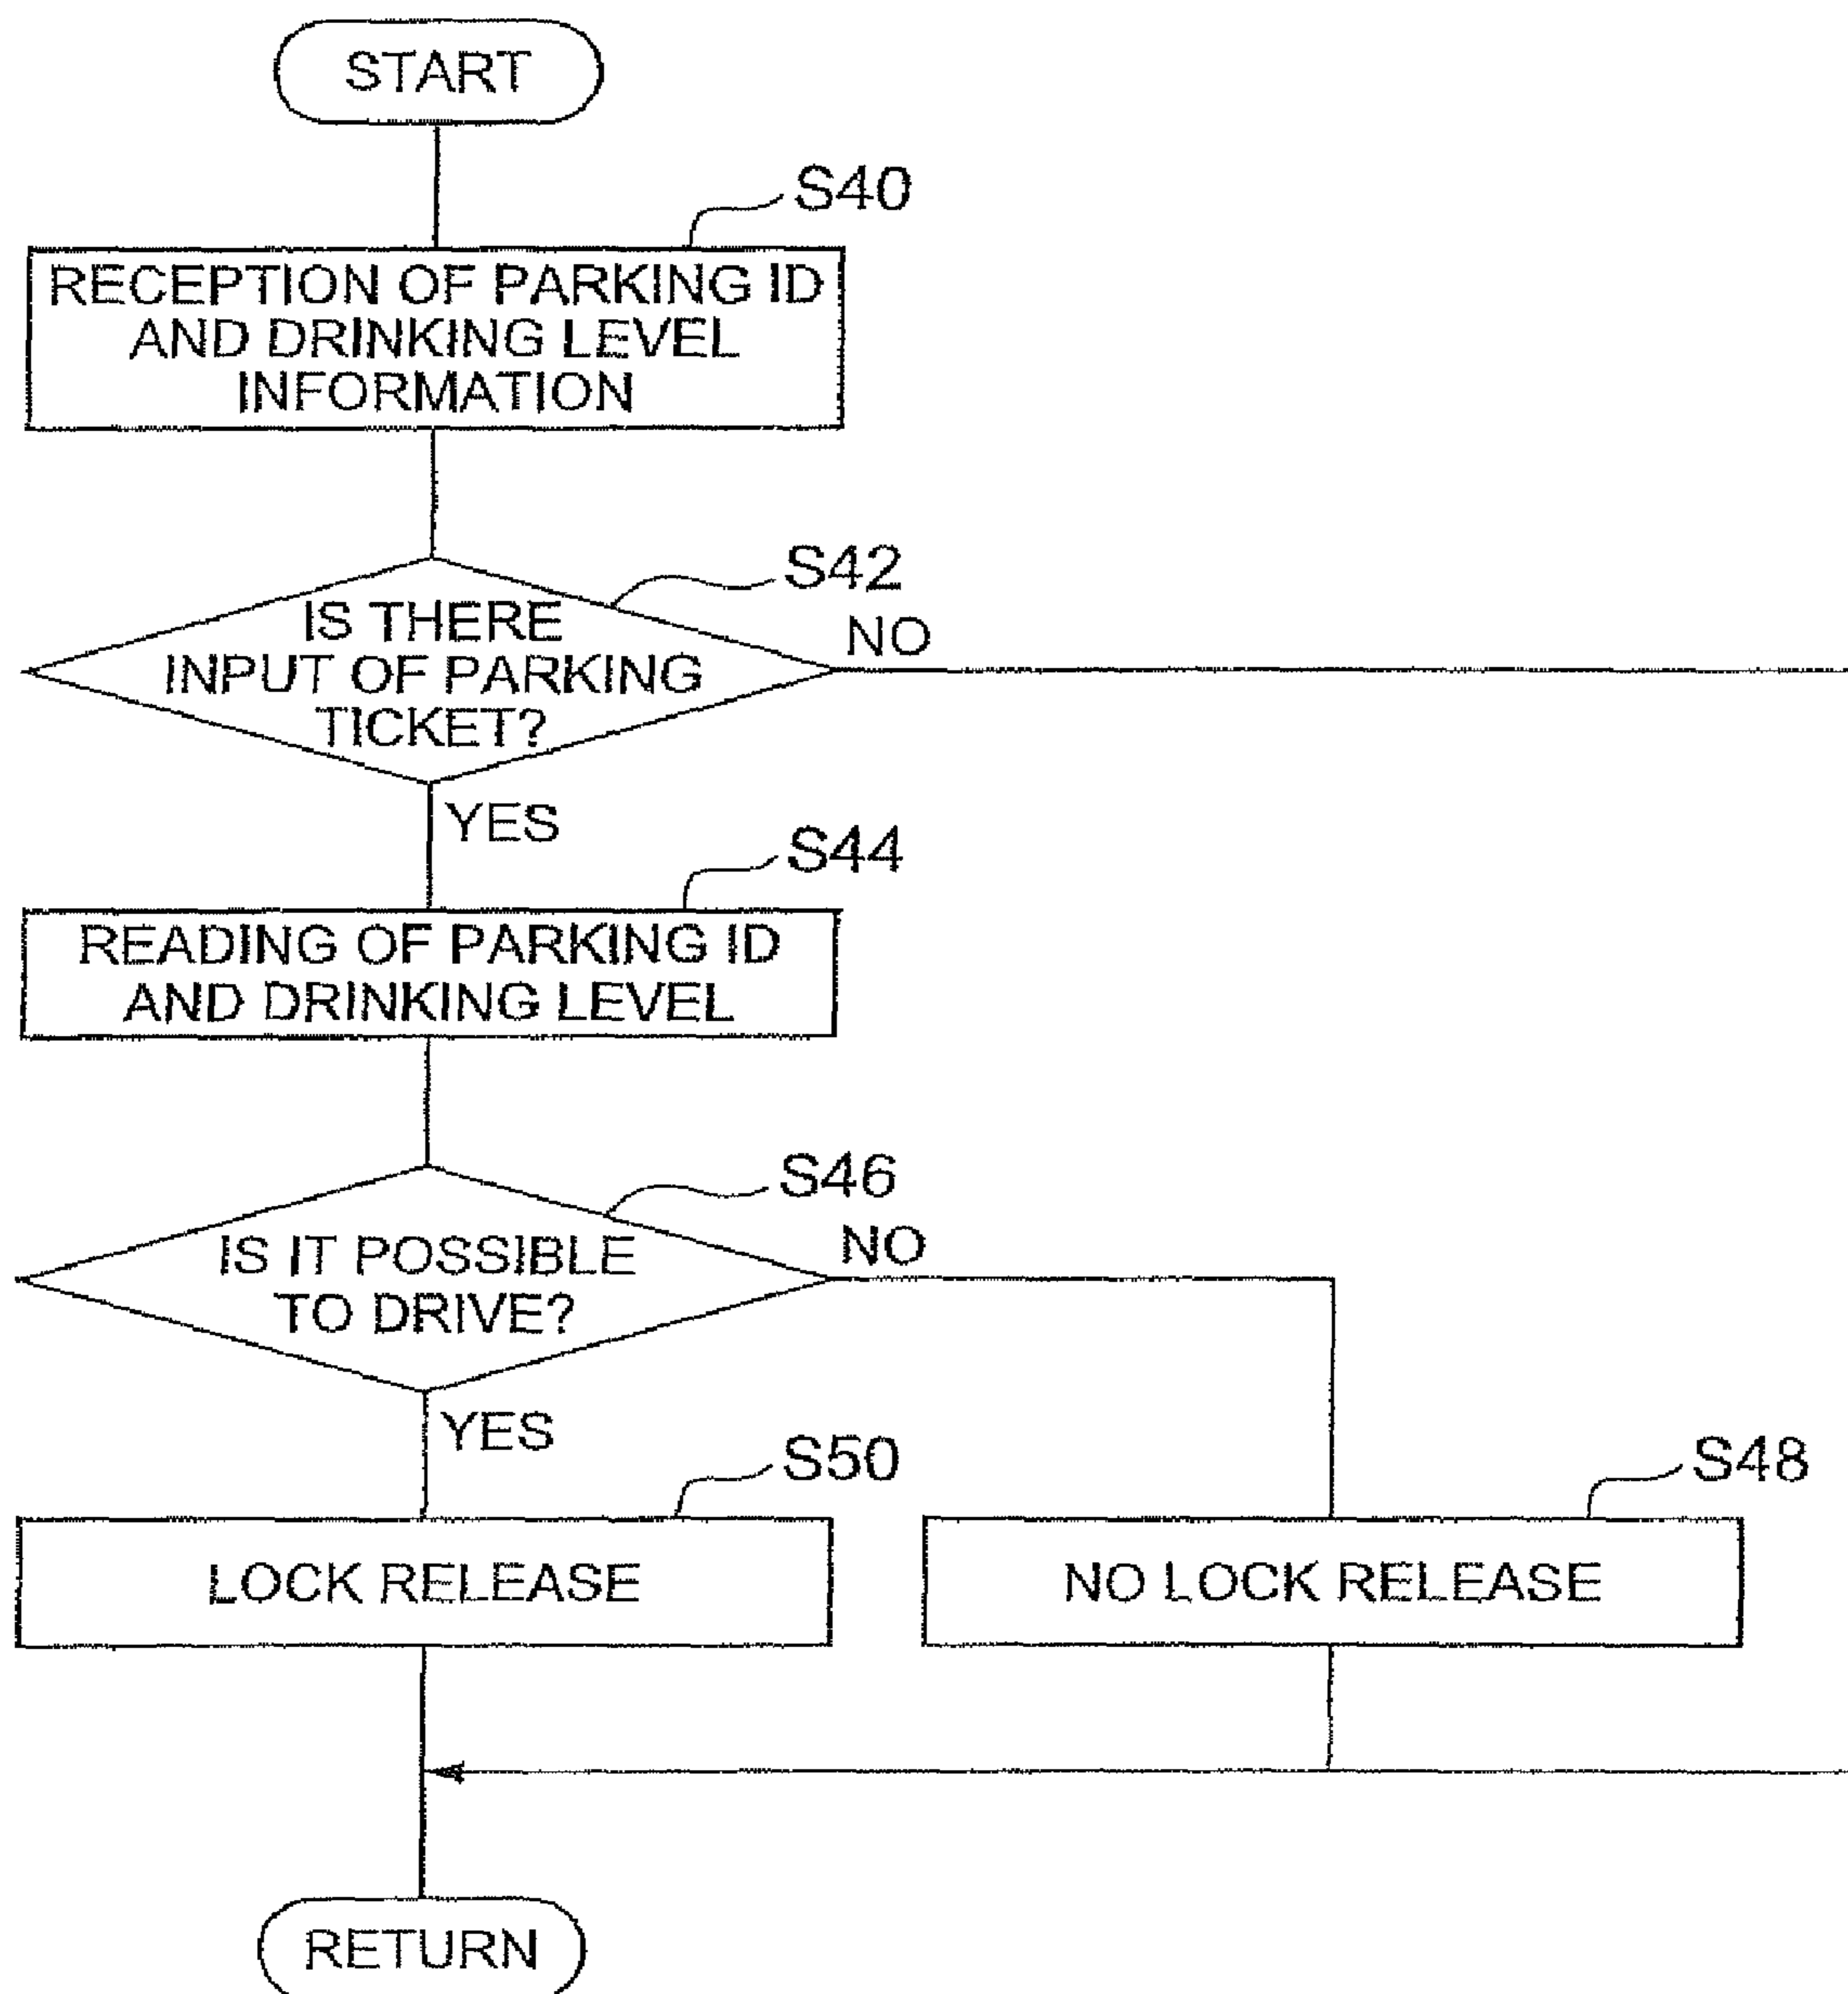 START
S40
RECEPTION OF PARKING ID
AND DRINKING LEVEL
INFORMATION
S42
IS THERE
INPUT OF PARKING
TICKET?
NO
YES
S44
READING OF PARKING ID
AND DRINKING LEVEL
S46
IS IT POSSIBLE
TO DRIVE?
NO
YES
S50
LOCK RELEASE
S48
NO LOCK RELEASE
RETURN